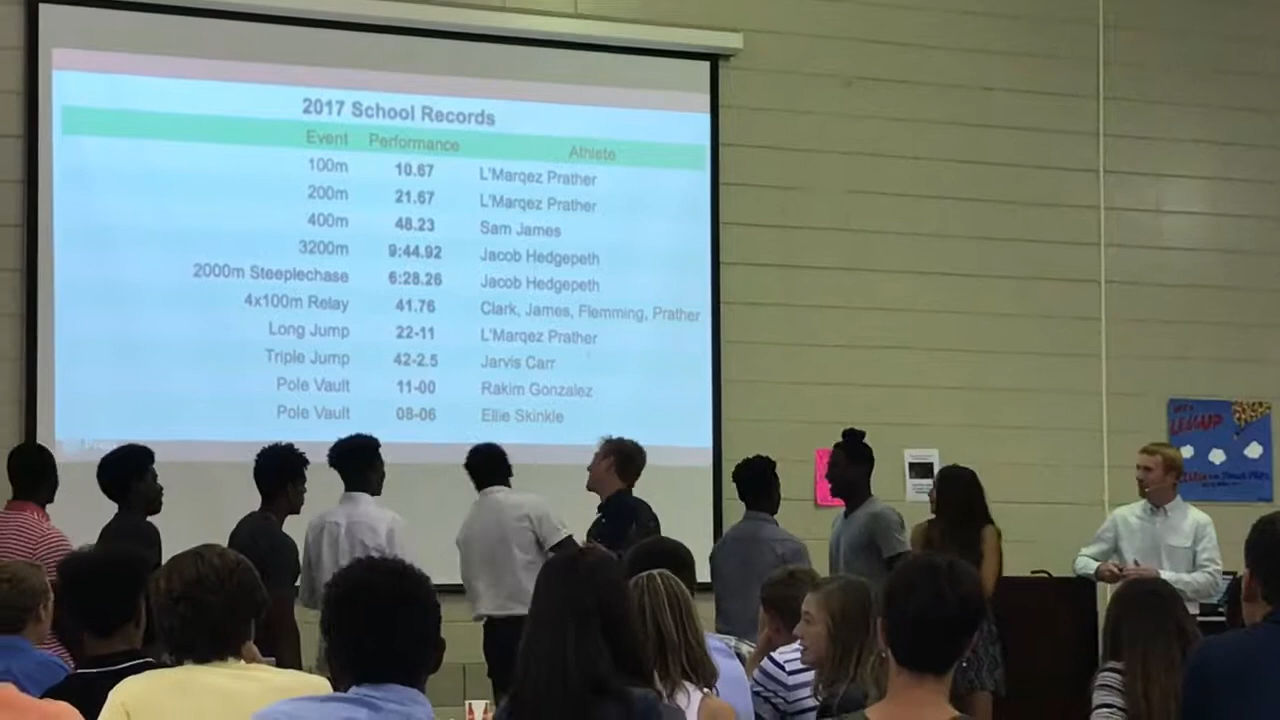 2017 School Records
Event Performance Athlete
100m 10.67 L'Marqez Prather
200m 21.67 L'Marqez Prather
400m 48.23 Sam James
3200m 9:44.92 Jacob Hedgepeth
2000m Steeplechase 6:28.26 Jacob Hedgepeth
4x100m Relay 41.76 Clark, James, Flemming, Prather
Long Jump 22-11 L'Marqez Prather
Triple Jump 42-2.5 Jarvis Carr
Pole Vault 11-00 Rakim Gonzalez
Pole Vault 08-06 Ellie Skinkle